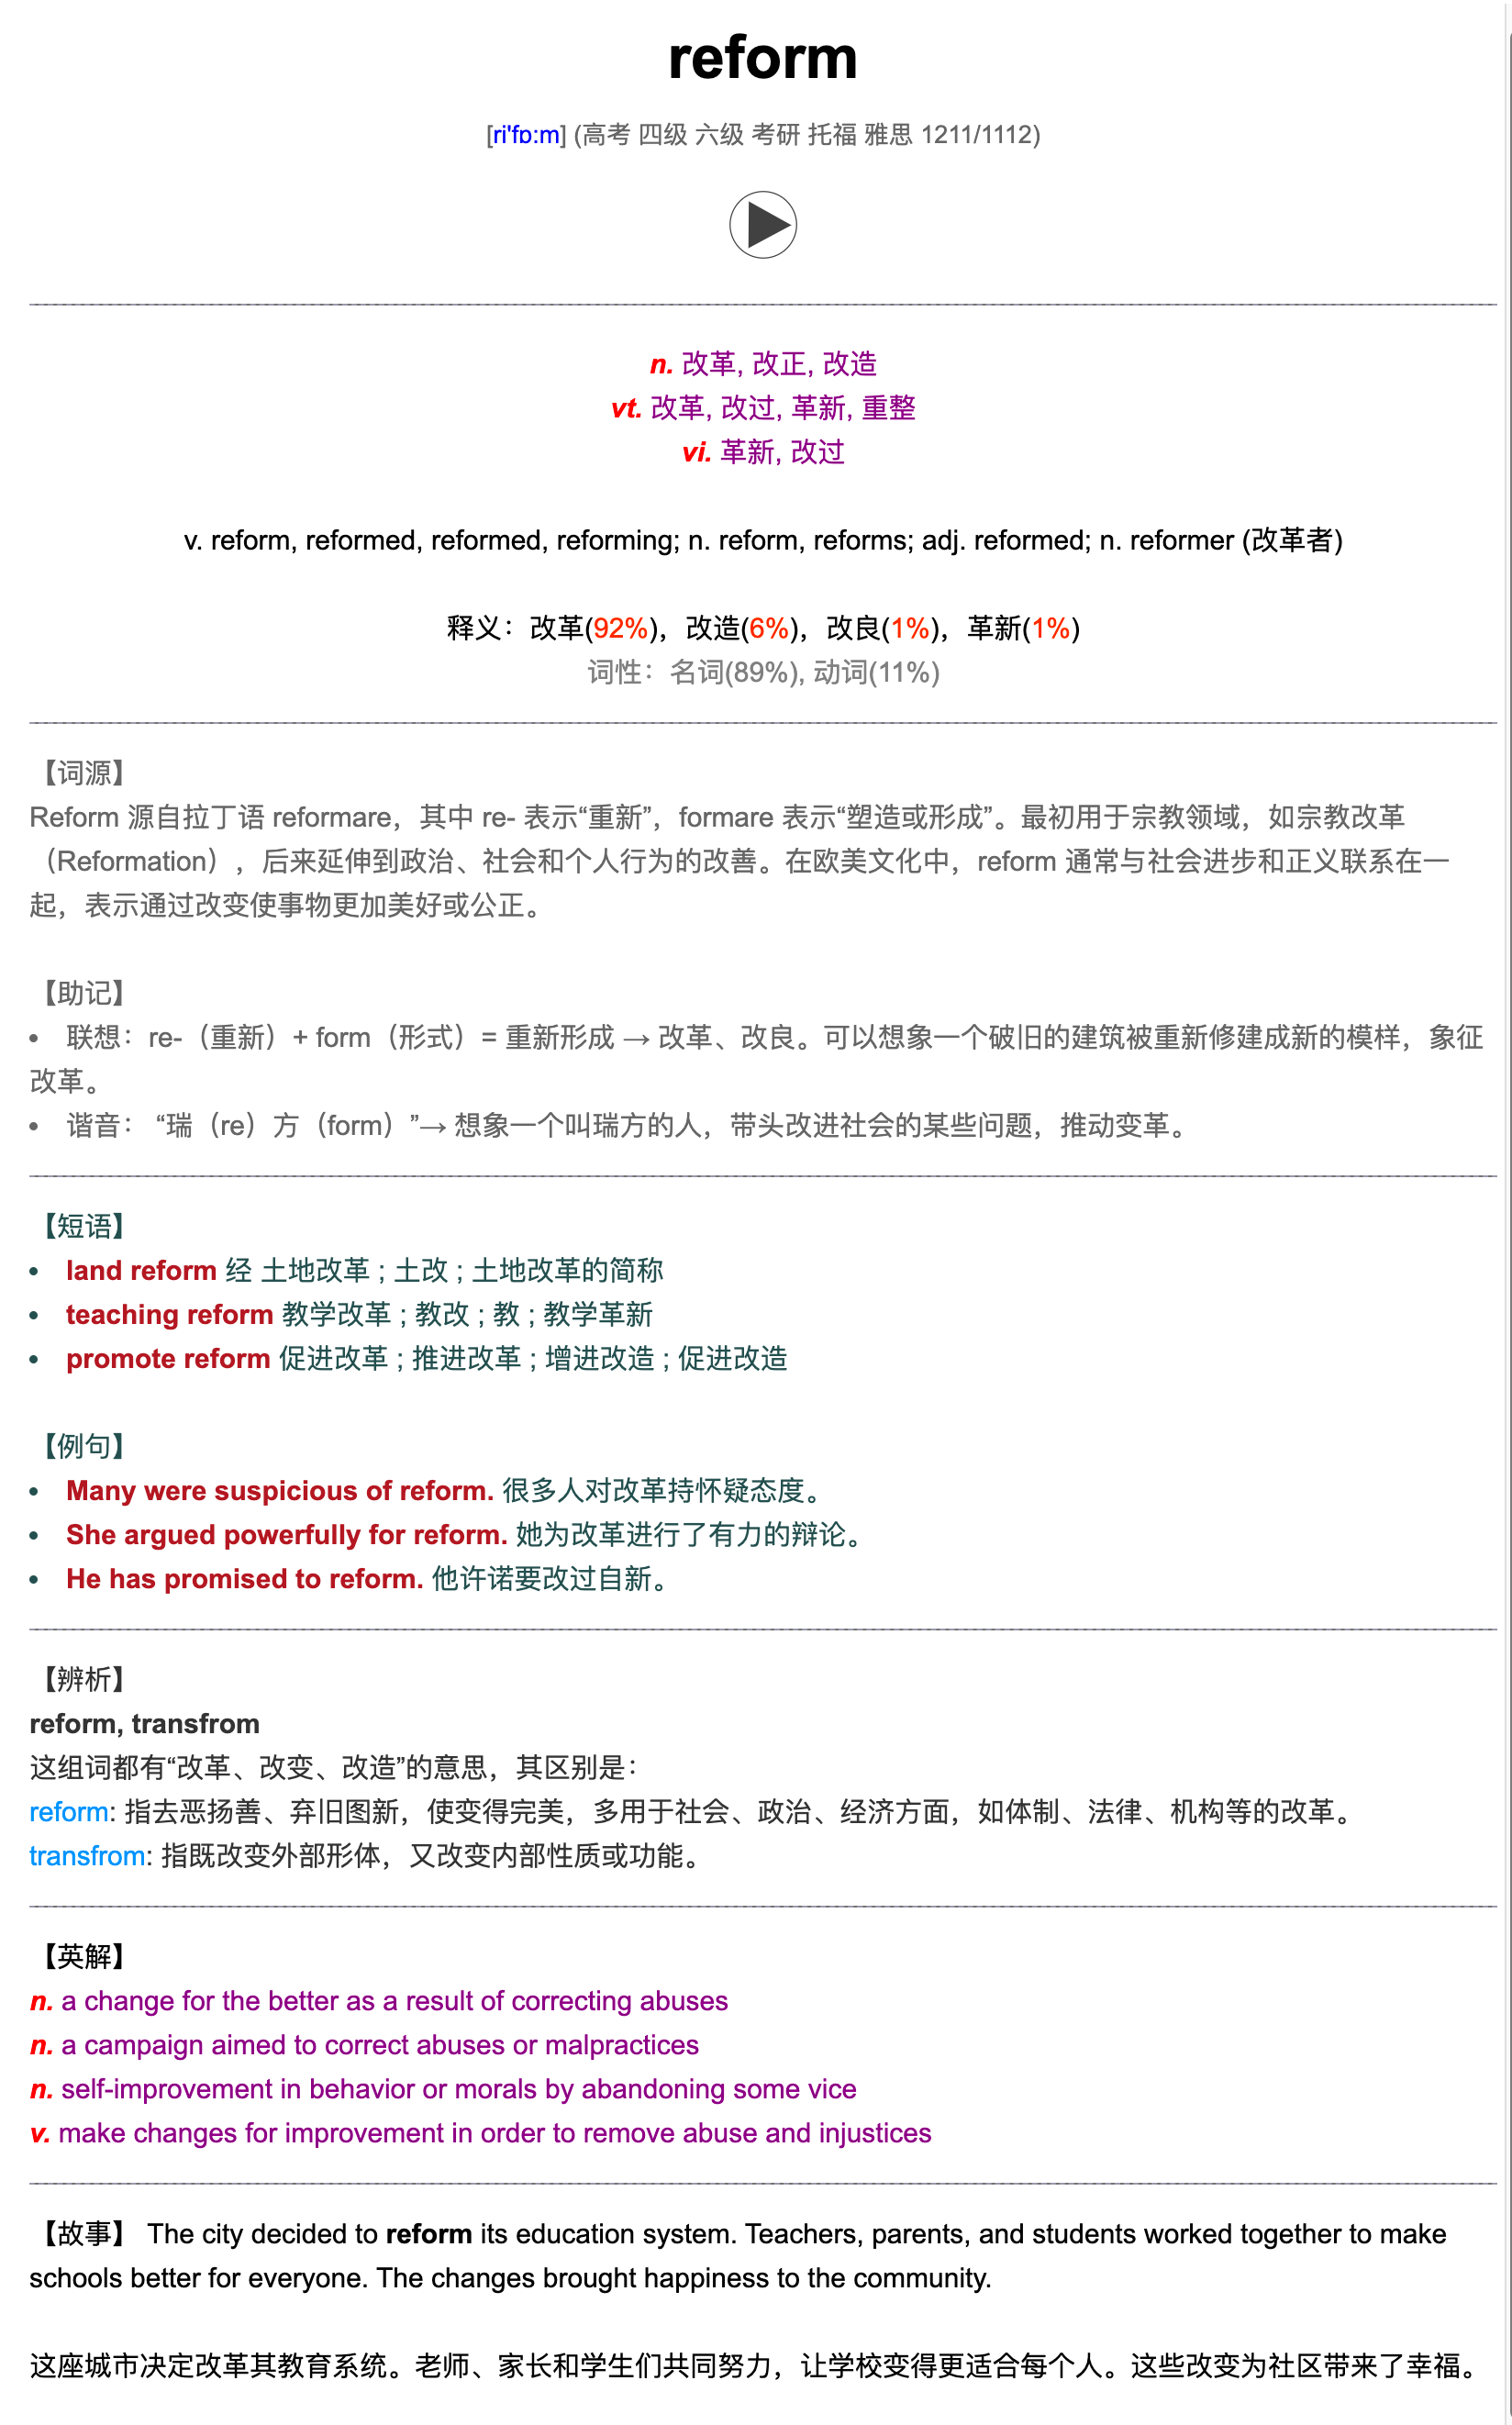 reform
[ri'fɒ:m] (高考 四级 六级 考研 托福 雅思 1211/1112)
n. 改革, 改正, 改造
vt. 改革, 改过, 革新, 重整
vi. 革新, 改过
v. reform, reformed, reformed, reforming; n. reform, reforms; adj. reformed; n. reformer (改革者)
释义：改革(92%)，改造(6%)，改良(1%)，革新(1%)
词性：名词(89%), 动词(11%)
【词源】
Reform 源自拉丁语 reformare，其中 re- 表示“重新”，formare 表示“塑造或形成”。最初用于宗教领域，如宗教改革
（Reformation），后来延伸到政治、社会和个人行为的改善。在欧美文化中，reform 通常与社会进步和正义联系在一
起，表示通过改变使事物更加美好或公正。
【助记】
• 联想：re-（重新）+ form（形式）= 重新形成 → 改革、改良。可以想象一个破旧的建筑被重新修建成新的模样，象征
改革。
• 谐音： “瑞（re）方（form）”→ 想象一个叫瑞方的人，带头改进社会的某些问题，推动变革。
【短语】
• land reform 经 土地改革 ; 土改 ; 土地改革的简称
• teaching reform 教学改革 ; 教改 ; 教 ; 教学革新
• promote reform 促进改革 ; 推进改革 ; 增进改造 ; 促进改造
【例句】
• Many were suspicious of reform. 很多人对改革持怀疑态度。
• She argued powerfully for reform. 她为改革进行了有力的辩论。
• He has promised to reform. 他许诺要改过自新。
【辨析】
reform, transfrom
这组词都有“改革、改变、改造”的意思，其区别是：
reform: 指去恶扬善、弃旧图新，使变得完美，多用于社会、政治、经济方面，如体制、法律、机构等的改革。
transfrom: 指既改变外部形体，又改变内部性质或功能。
【英解】
n. a change for the better as a result of correcting abuses
n. a campaign aimed to correct abuses or malpractices
n. self-improvement in behavior or morals by abandoning some vice
v. make changes for improvement in order to remove abuse and injustices
【故事】 The city decided to reform its education system. Teachers, parents, and students worked together to make
schools better for everyone. The changes brought happiness to the community.
这座城市决定改革其教育系统。老师、家长和学生们共同努力，让学校变得更适合每个人。这些改变为社区带来了幸福。